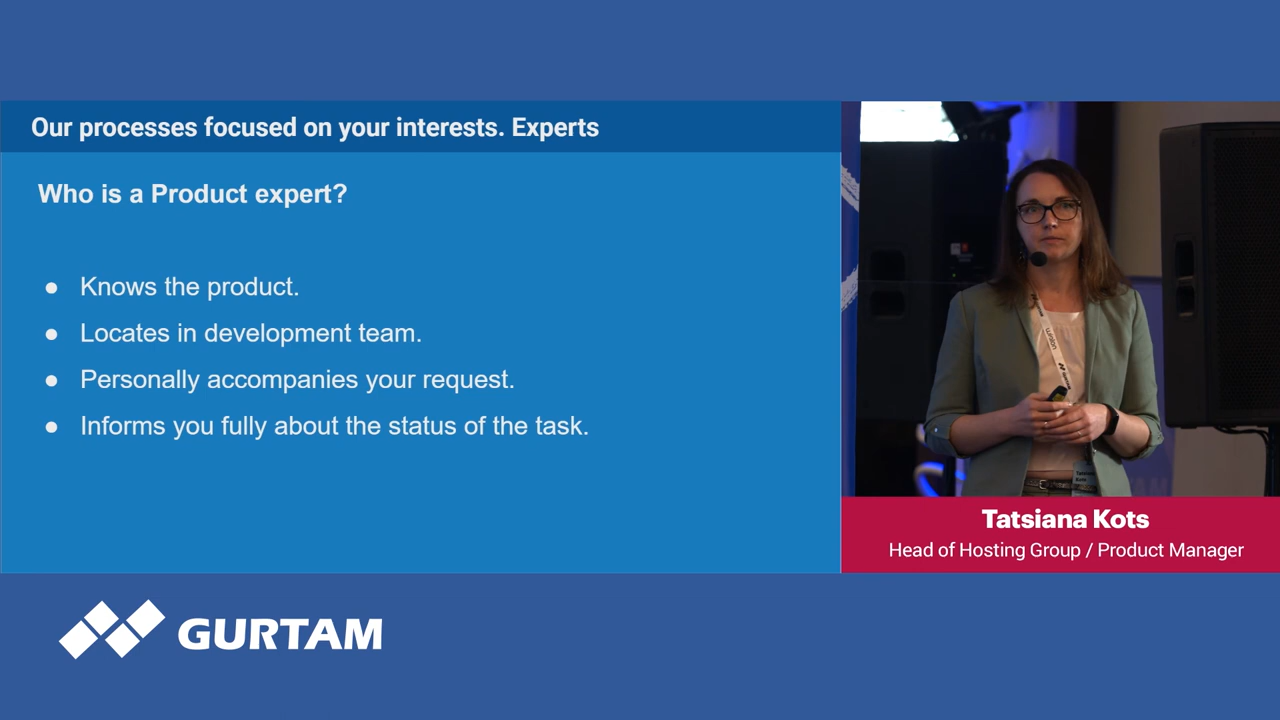 Our processes focused on your interests. Experts
Who is a Product expert?
● Knows the product.
● Locates in development team.
● Personally accompanies your request.
● Informs you fully about the status of the task.
Tatsiana Kots
Head of Hosting Group / Product Manager
GURTAM